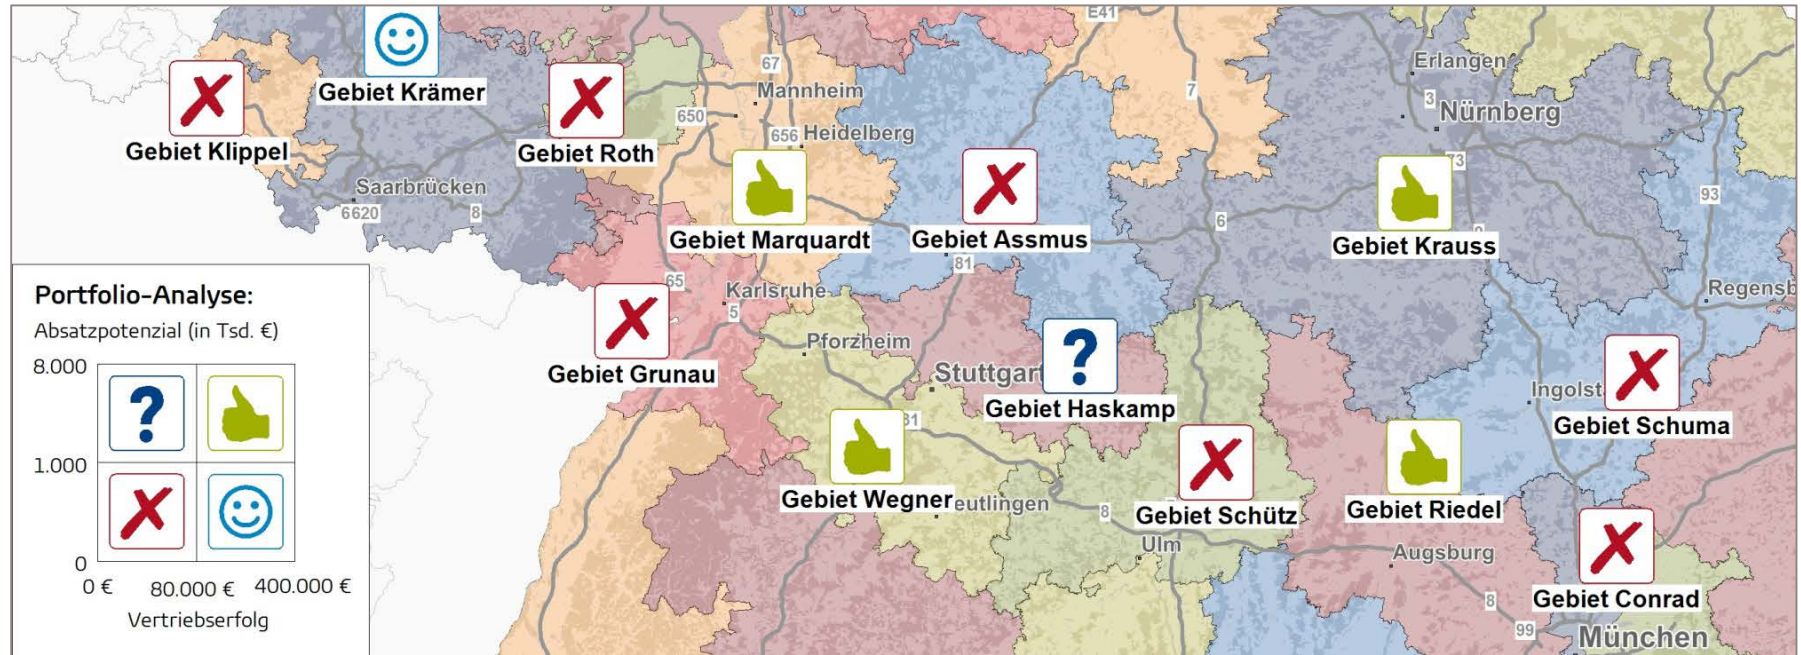 E41
67
Erlangen
Gebiet Krämer
Mannheim
7
3
Nürnberg
650
656
Heidelberg
Gebiet Klippel
Gebiet Roth
73
Saarbrücken
93
6620
8
6
9
Gebiet Marquardt
Gebiet Assmus
Gebiet Krauss
81
65
Karlsruhe
Regensb
5
Pforzheim
Gebiet Grunau
Stuttgar
Ingolst
Gebiet Haskamp
81
Gebiet Schuma
Gebiet Wegner
eutlingen
8
Gebiet Schütz
Gebiet Riedel
Ulm
Augsburg
Gebiet Conrad
8
99
München
Portfolio-Analyse:
Absatzpotenzial (in Tsd. €)
8.000
?
1.000
0
0 €
80.000 €
400.000 €
Vertriebserfolg